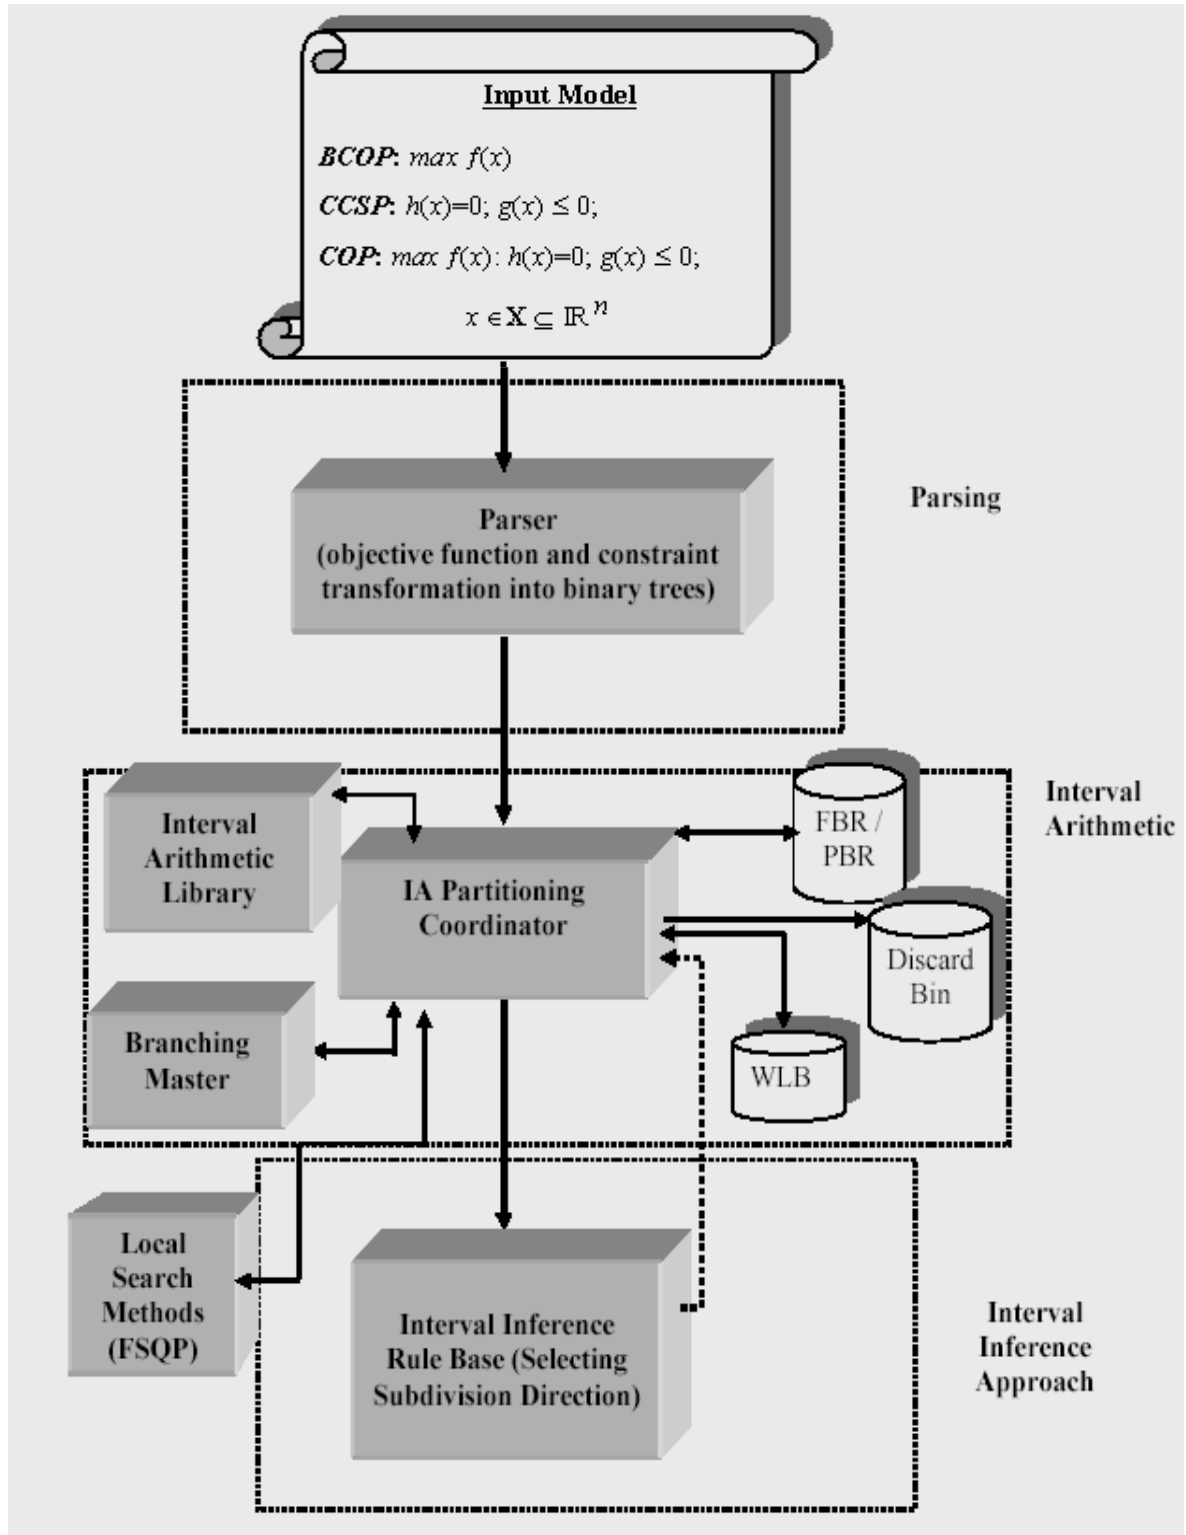 Input Model
BCOP: max f(x)
CCSP: h(x)=0; g(x) ≤ 0;
COP: max f(x): h(x)=0; g(x) ≤ 0;
x ∈ X ⊆ ℝⁿ
Parser
(objective function and constraint
transformation into binary trees)
Parsing
Interval
Arithmetic
Library
IA Partitioning
Coordinator
FBR /
PBR
Interval
Arithmetic
Discard
Bin
Branching
Master
WLB
Local
Search
Methods
(FSQP)
Interval Inference
Rule Base (Selecting
Subdivision Direction)
Interval
Inference
Approach